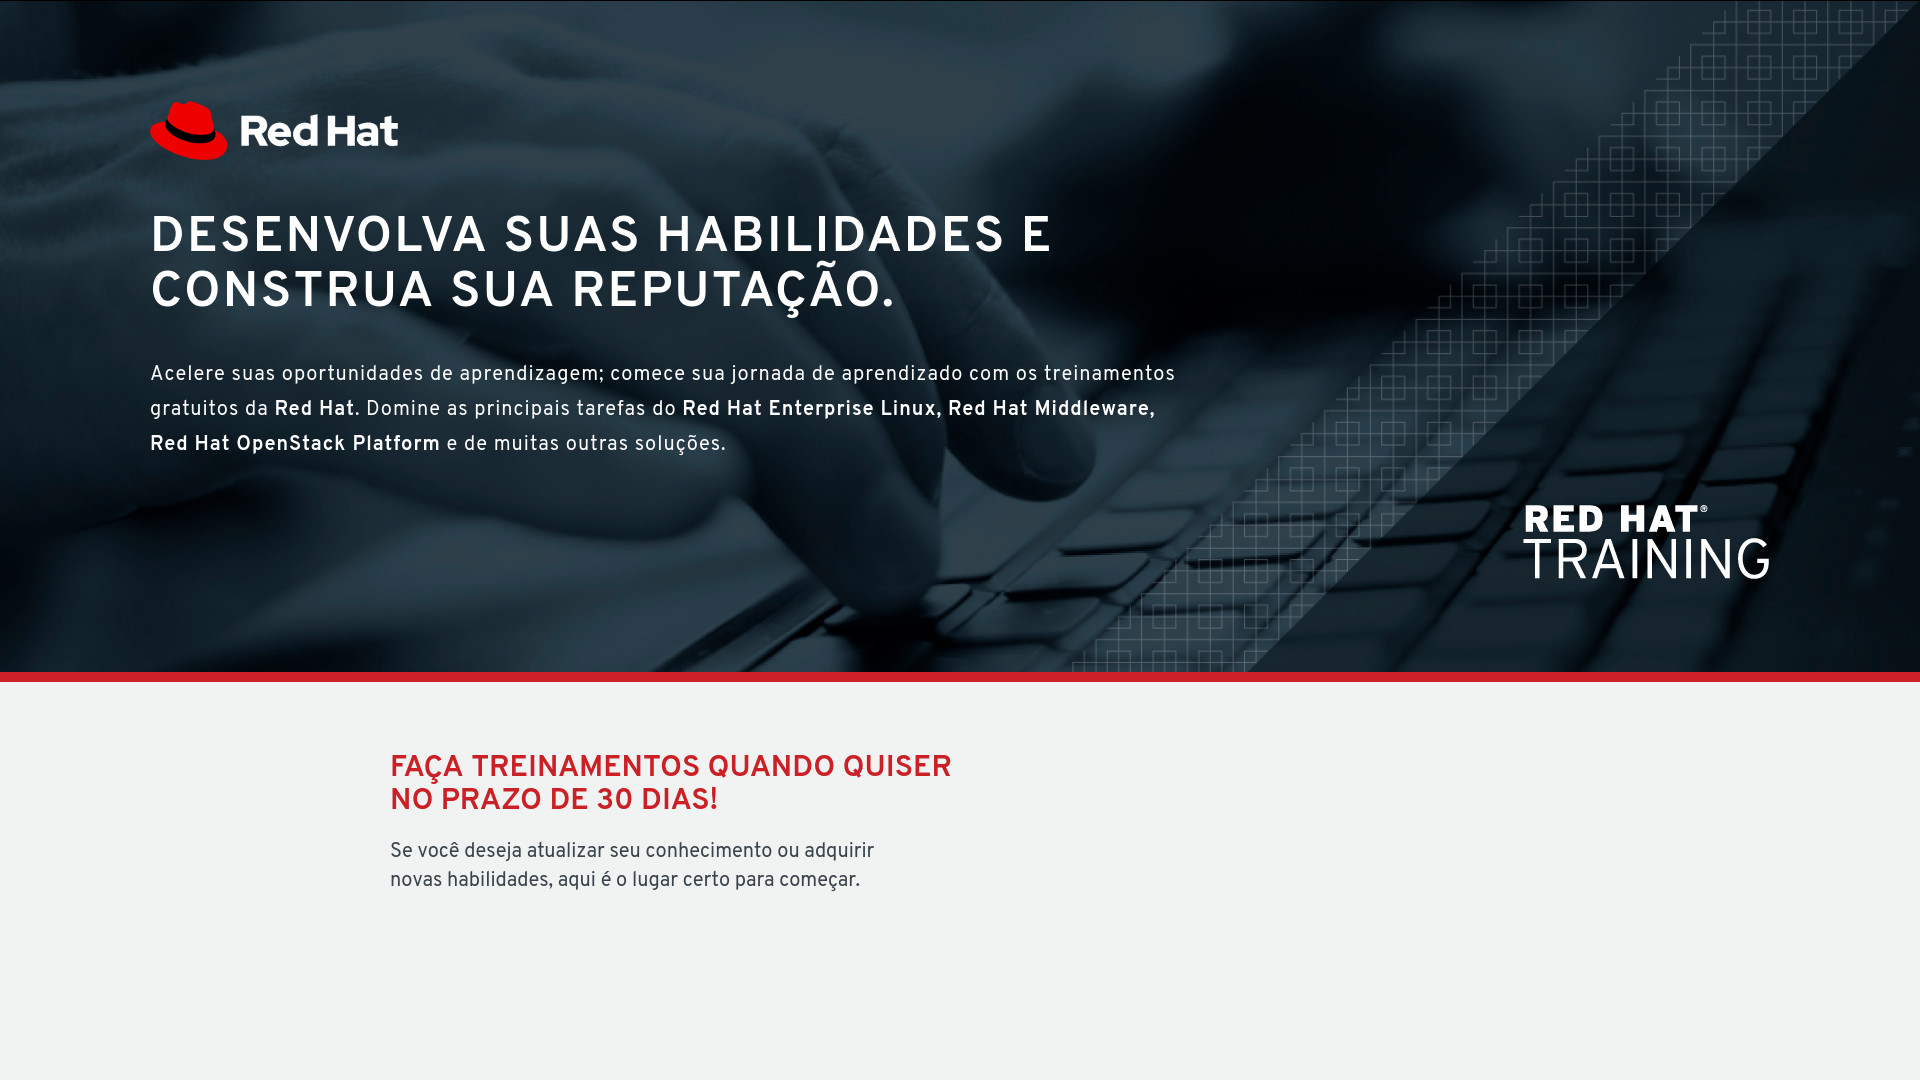 Red Hat
DESENVOLVA SUAS HABILIDADES E
CONSTRUA SUA REPUTAÇÃO.
Acelere suas oportunidades de aprendizagem; comece sua jornada de aprendizado com os treinamentos
gratuitos da Red Hat. Domine as principais tarefas do Red Hat Enterprise Linux, Red Hat Middleware,
Red Hat OpenStack Platform e de muitas outras soluções.
RED HAT®
TRAINING
FAÇA TREINAMENTOS QUANDO QUISER
NO PRAZO DE 30 DIAS!
Se você deseja atualizar seu conhecimento ou adquirir
novas habilidades, aqui é o lugar certo para começar.